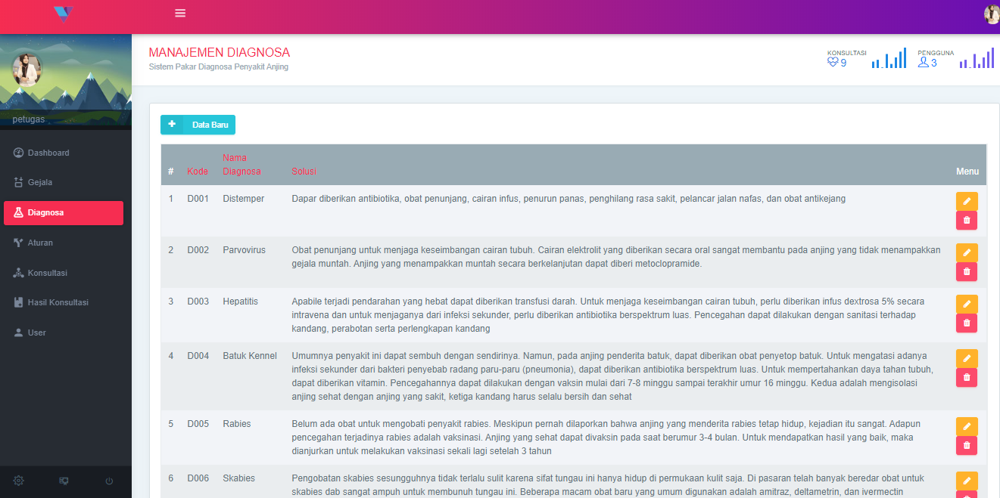 MANAJEMEN DIAGNOSA
Sistem Pakar Diagnosa Penyakit Anjing
KONSULTASI
9
PENGGUNA
3
petugas
Dashboard
Gejala
Diagnosa
Aturan
Konsultasi
Hasil Konsultasi
User
+ Data Baru
# Kode Nama Diagnosa Solusi Menu
1 D001 Distemper Dapar diberikan antibiotika, obat penunjang, cairan infus, penurun panas, penghilang rasa sakit, pelancar jalan nafas, dan obat antikejang
2 D002 Parvovirus Obat penunjang untuk menjaga keseimbangan cairan tubuh. Cairan elektrolit yang diberikan secara oral sangat membantu pada anjing yang tidak menampakkan
gejala muntah. Anjing yang menampakkan muntah secara berkelanjutan dapat diberi metoclopramide.
3 D003 Hepatitis Apabile terjadi pendarahan yang hebat dapat diberikan transfusi darah. Untuk menjaga keseimbangan cairan tubuh, perlu diberikan infus dextrosa 5% secara
intravena dan untuk menjaganya dari infeksi sekunder, perlu diberikan antibiotika berspektrum luas. Pencegahan dapat dilakukan dengan sanitasi terhadap
kandang, perabotan serta perlengkapan kandang
4 D004 Batuk Kennel Umumnya penyakit ini dapat sembuh dengan sendirinya. Namun, pada anjing penderita batuk, dapat diberikan obat penyetop batuk. Untuk mengatasi adanya
infeksi sekunder dari bakteri penyebab radang paru-paru (pneumonia), dapat diberikan antibiotika berspektrum luas. Untuk mempertahankan daya tahan tubuh,
dapat diberikan vitamin. Pencegahannya dapat dilakukan dengan vaksin mulai dari 7-8 minggu sampai terakhir umur 16 minggu. Kedua adalah mengisolasi
anjing sehat dengan anjing yang sakit, ketiga kandang harus selalu bersih dan sehat
5 D005 Rabies Belum ada obat untuk mengobati penyakit rabies. Meskipun pernah dilaporkan bahwa anjing yang menderita rabies tetap hidup, kejadian itu sangat. Adapun
pencegahan terjadinya rabies adalah vaksinasi. Anjing yang sehat dapat divaksin pada saat berumur 3-4 bulan. Untuk mendapatkan hasil yang baik, maka
dianjurkan untuk melakukan vaksinasi sekali lagi setelah 3 tahun
6 D006 Skabies Pengobatan skabies sesungguhnya tidak terlalu sulit karena sifat tungau ini hanya hidup di permukaan kulit saja. Di pasaran telah banyak beredar obat untuk
skabies dab sangat ampuh untuk membunuh tungau ini. Beberapa macam obat baru yang umum digunakan adalah amitraz, deltametrin, dan ivermectin